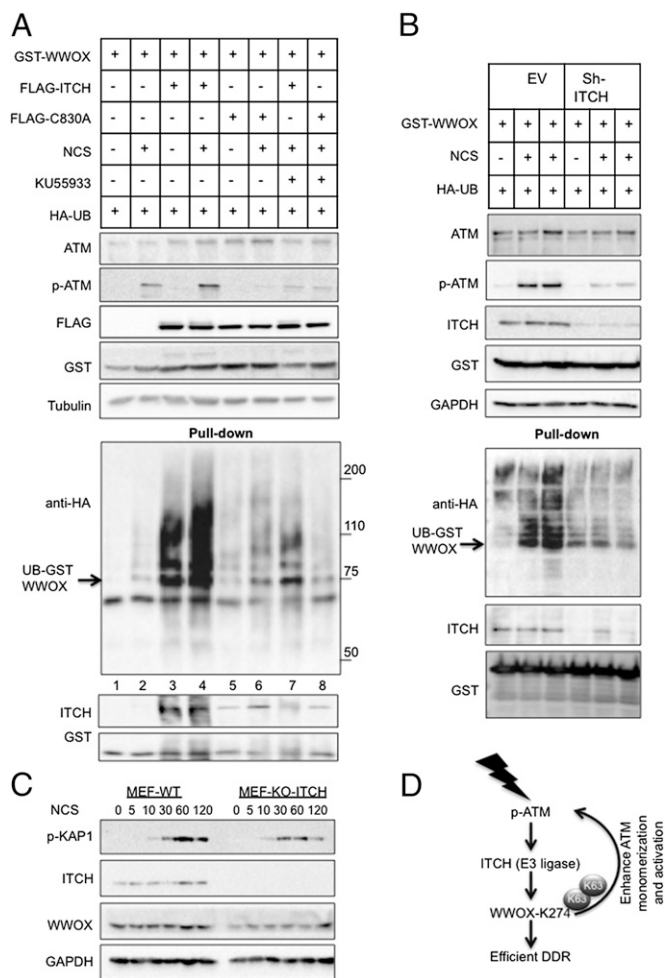 A
GST-WWOX + + + + + + + +
FLAG-ITCH - - + + - - + -
FLAG-C830A - - - - + + - +
NCS - + - + - + + +
KU55933 - - - - - - + +
HA-UB + + + + + + + +
ATM
p-ATM
FLAG
GST
Tubulin
Pull-down
anti-HA
UB-GST
WWOX
200
110
75
50
1 2 3 4 5 6 7 8
ITCH
GST
B
EV Sh-
ITCH
GST-WWOX + + + + + +
NCS - + + - + +
HA-UB + + + + + +
ATM
p-ATM
ITCH
GST
GAPDH
Pull-down
anti-HA
UB-GST
WWOX
ITCH
GST
C
MEF-WT MEF-KO-ITCH
NCS 0 5 10 30 60 120 0 5 10 30 60 120
p-KAP1
ITCH
WWOX
GAPDH
D
p-ATM
ITCH (E3 ligase)
WWOX-K274
Efficient DDR
K63
K63
Enhance ATM
monomerization
and activation